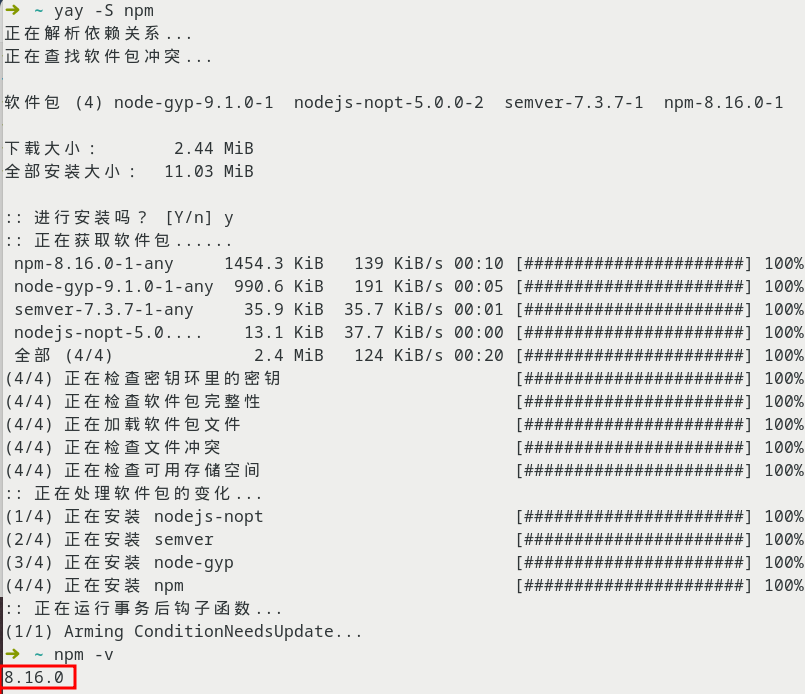 ➜ ~ yay -S npm
正在解析依赖关系...
正在查找软件包冲突...
软件包 (4) node-gyp-9.1.0-1  nodejs-nopt-5.0.0-2  semver-7.3.7-1  npm-8.16.0-1
下载大小:        2.44 MiB
全部安装大小:   11.03 MiB
:: 进行安装吗? [Y/n] y
:: 正在获取软件包......
npm-8.16.0-1-any     1454.3 KiB   139 KiB/s 00:10 [######################] 100%
node-gyp-9.1.0-1-any  990.6 KiB   191 KiB/s 00:05 [######################] 100%
semver-7.3.7-1-any     35.9 KiB  35.7 KiB/s 00:01 [######################] 100%
nodejs-nopt-5.0....    13.1 KiB  37.7 KiB/s 00:00 [######################] 100%
全部 (4/4)              2.4 MiB   124 KiB/s 00:20 [######################] 100%
(4/4) 正在检查密钥环里的密钥 [######################] 100%
(4/4) 正在检查软件包完整性 [######################] 100%
(4/4) 正在加载软件包文件 [######################] 100%
(4/4) 正在检查文件冲突 [######################] 100%
(4/4) 正在检查可用存储空间 [######################] 100%
:: 正在处理软件包的变化...
(1/4) 正在安装 nodejs-nopt [######################] 100%
(2/4) 正在安装 semver [######################] 100%
(3/4) 正在安装 node-gyp [######################] 100%
(4/4) 正在安装 npm [######################] 100%
:: 正在运行事务后钩子函数...
(1/1) Arming ConditionNeedsUpdate...
➜ ~ npm -v
8.16.0